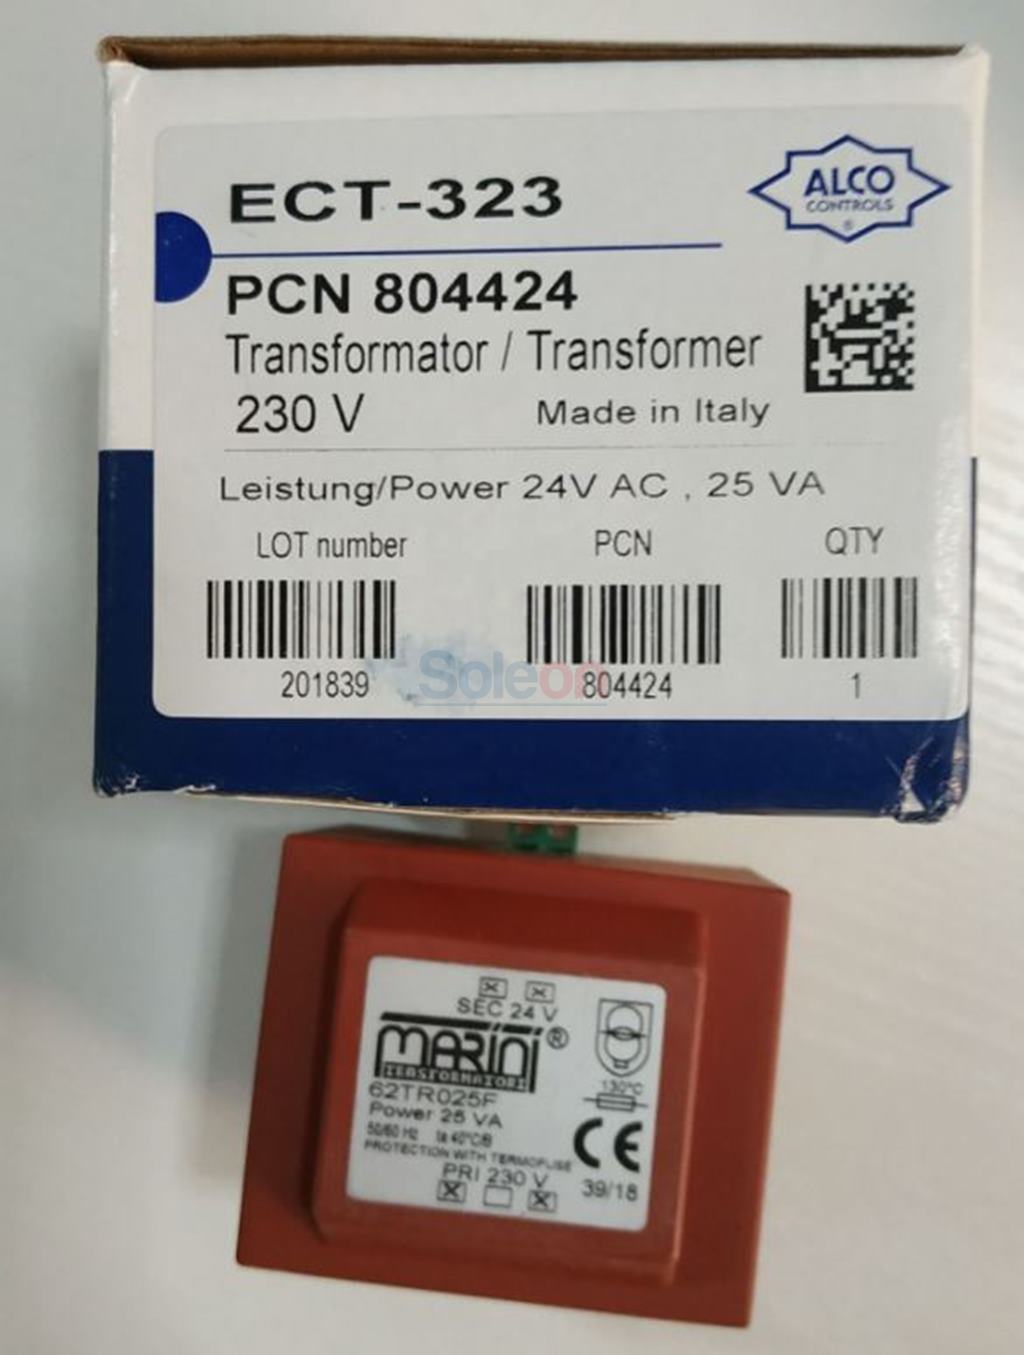 ECT-323
ALCO
CONTROLS
®
PCN 804424
Transformator / Transformer
230 V
Made in Italy
Leistung/Power 24V AC , 25 VA
LOT number
PCN
QTY
201839
804424
1
Soleon
SEC 24 V
MARINI®
62TR025F
Power 25 VA
50/60 Hz ta 40°C/B
PROTECTION WITH TERMOFUSE
PRI 230 V
130°C
CE
39/18